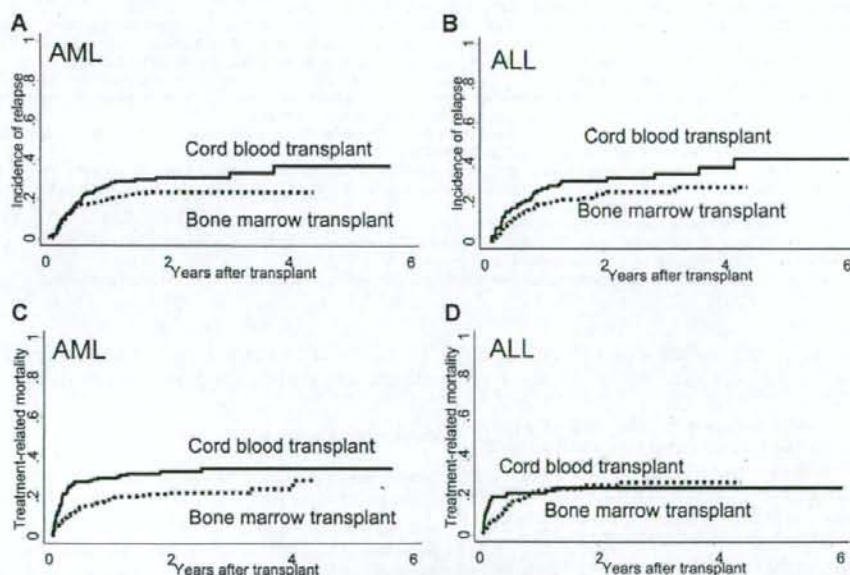 A
AML
Incidence of relapse
1
.8
.6
.4
.2
0
Cord blood transplant
Bone marrow transplant
0 2 4 6
Years after transplant
B
ALL
Incidence of relapse
1
.8
.6
.4
.2
0
Cord blood transplant
Bone marrow transplant
0 2 4 6
Years after transplant
C
AML
Treatment-related mortality
1
.8
.6
.4
.2
0
Cord blood transplant
Bone marrow transplant
0 2 4 6
Years after transplant
D
ALL
Treatment-related mortality
1
.8
.6
.4
.2
0
Cord blood transplant
Bone marrow transplant
0 2 4 6
Years after transplant